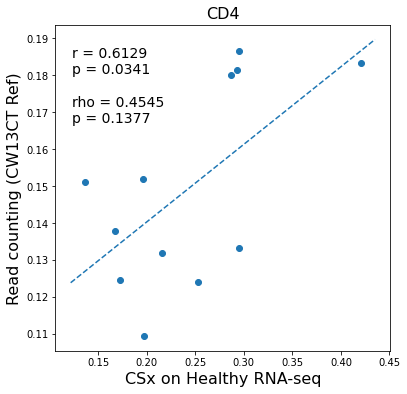 CD4
r = 0.6129
p = 0.0341
rho = 0.4545
p = 0.1377
Read counting (CW13CT Ref)
0.19
0.18
0.17
0.16
0.15
0.14
0.13
0.12
0.11
0.15
0.20
0.25
0.30
0.35
0.40
0.45
CSx on Healthy RNA-seq